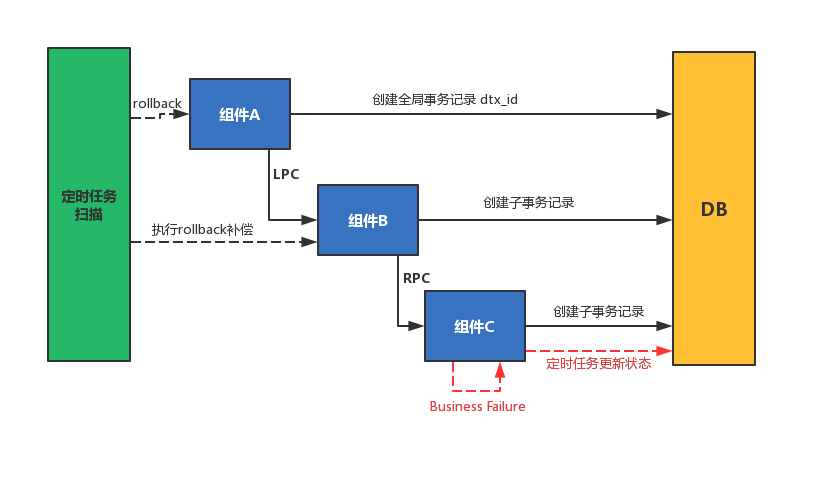 rollback
组件A
创建全局事务记录 dtx_id
LPC
定时任务
扫描
组件B
创建子事务记录
DB
执行rollback补偿
RPC
组件C
创建子事务记录
定时任务更新状态
Business Failure